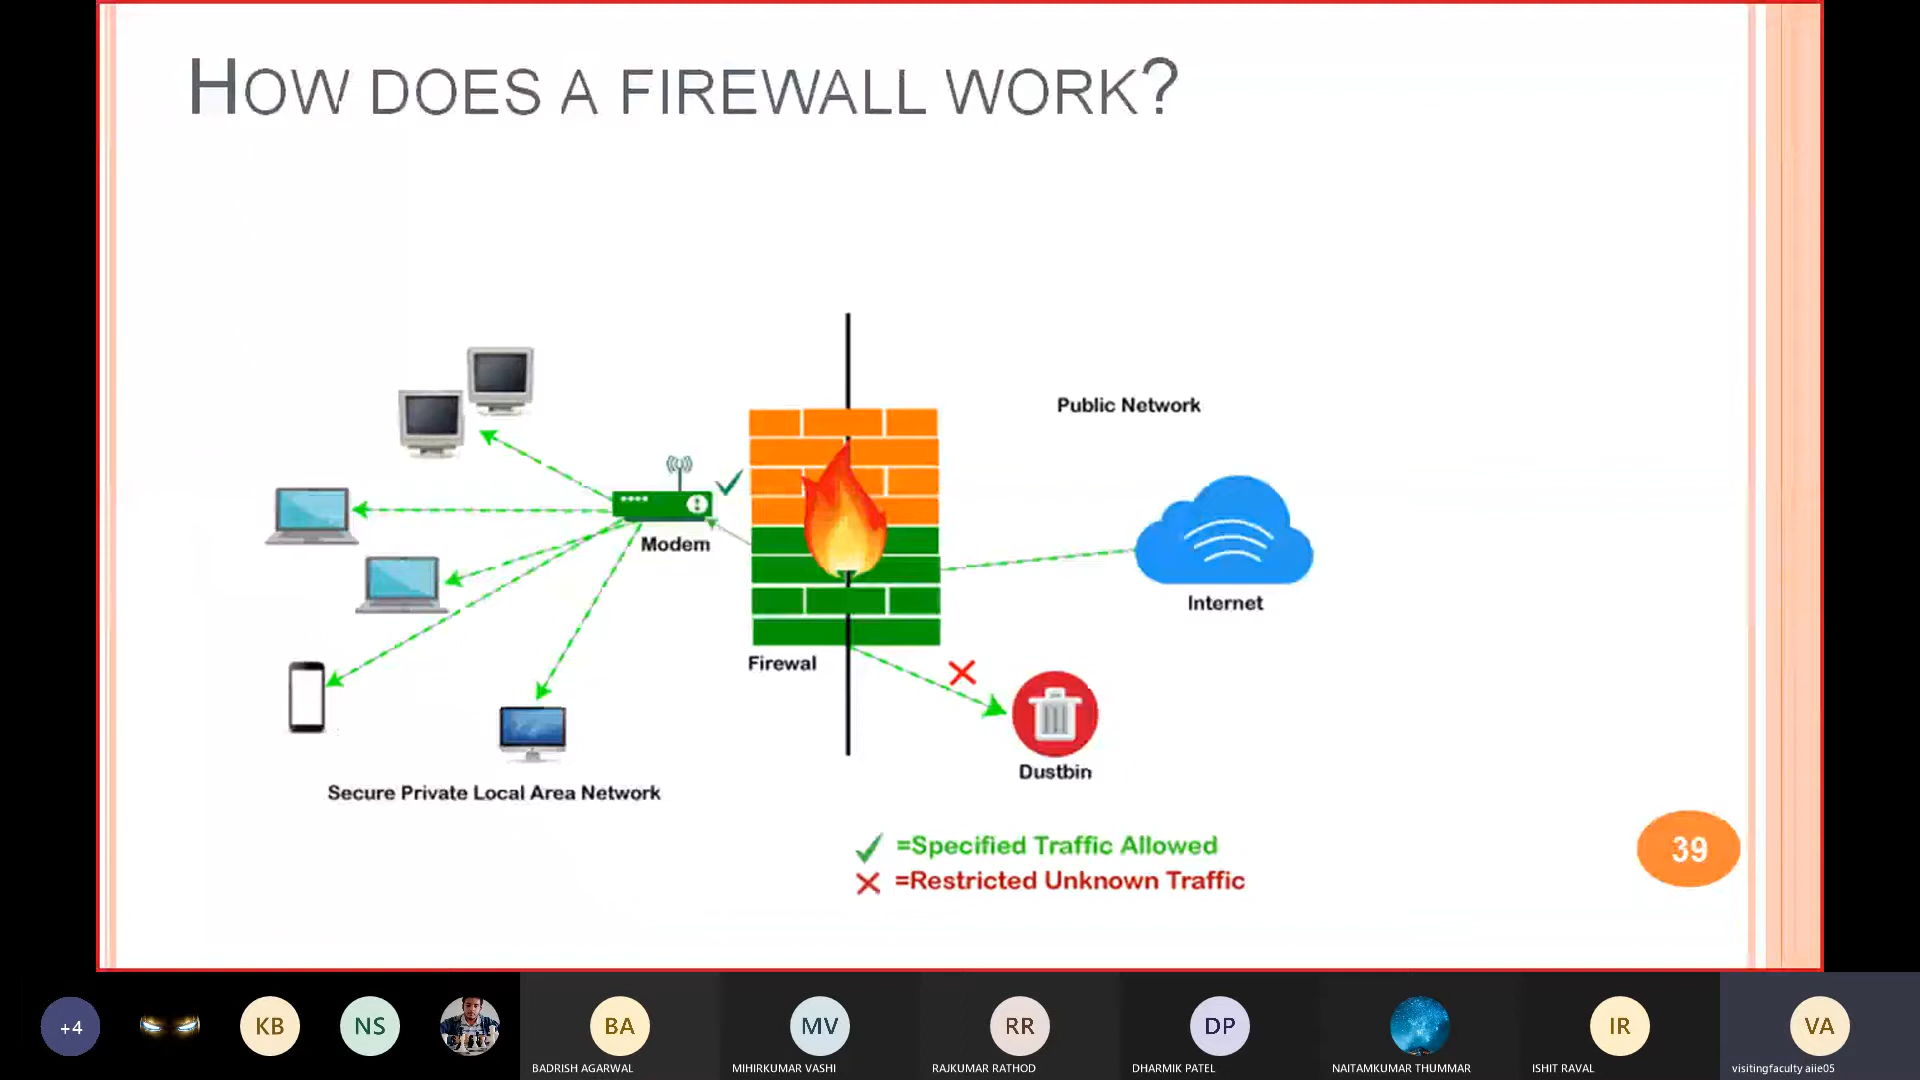 HOW DOES A FIREWALL WORK?
Public Network
Modem
Internet
Firewal
Dustbin
Secure Private Local Area Network
=Specified Traffic Allowed
=Restricted Unknown Traffic
39
+4
KB
NS
BA
MV
RR
DP
IR
VA
BADRISH AGARWAL
MIHIRKUMAR VASHI
RAJKUMAR RATHOD
DHARMIK PATEL
NAITAMKUMAR THUMMAR
ISHIT RAVAL
visitingfaculty aiie05